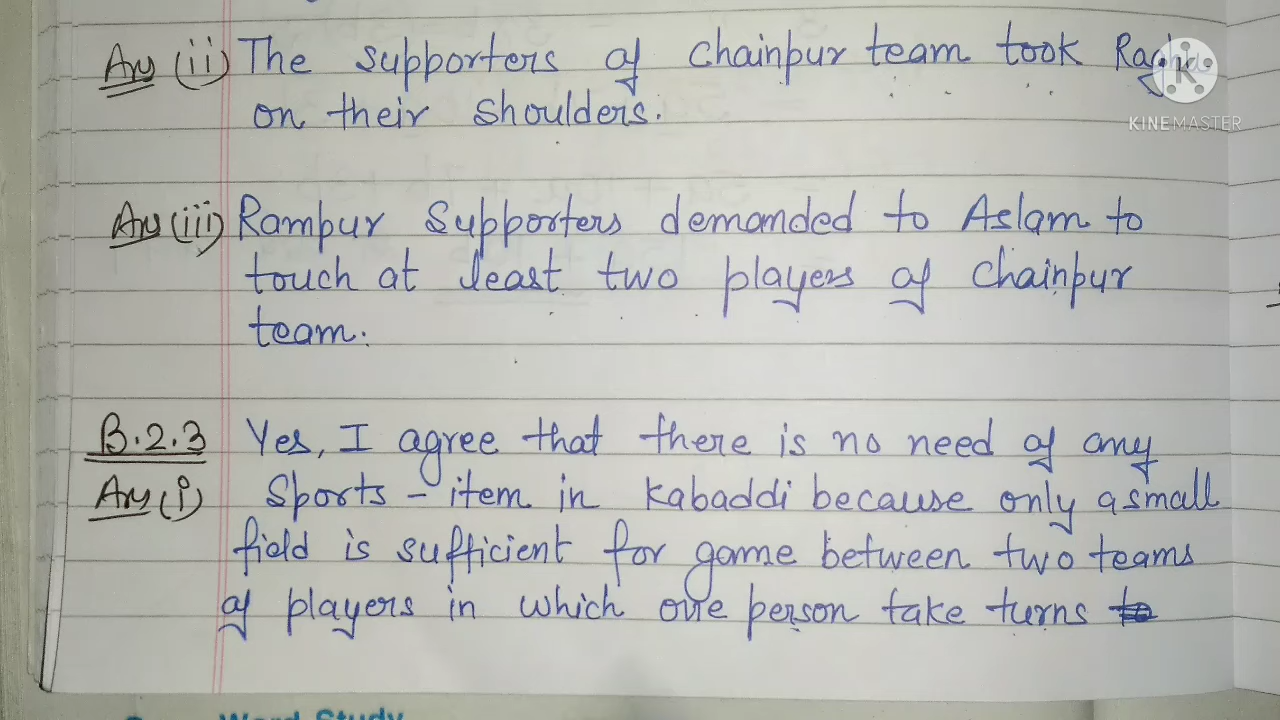 Ans (ii) The supporters of Chainpur team took
on their shoulders.
Ans (iii) Rampur Supporters demanded to Aslam to
touch at least two players of Chainpur
team.
B.2.3 Yes, I agree that there is no need of any
Ans (i) Sports-item in Kabaddi because only a small
field is sufficient for game between two teams
of players in which one person take turns
Word Study
KINEMASTER